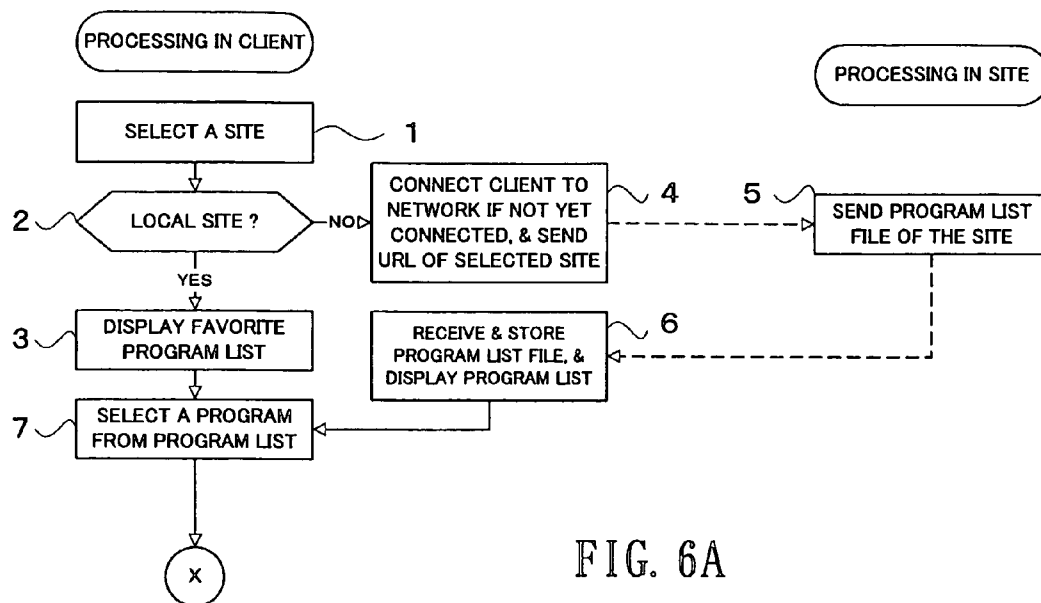 PROCESSING IN CLIENT
PROCESSING IN SITE
SELECT A SITE
1
2
LOCAL SITE ?
NO
YES
CONNECT CLIENT TO
NETWORK IF NOT YET
CONNECTED, & SEND
URL OF SELECTED SITE
4
5
SEND PROGRAM LIST
FILE OF THE SITE
3
DISPLAY FAVORITE
PROGRAM LIST
RECEIVE & STORE
PROGRAM LIST FILE, &
DISPLAY PROGRAM LIST
6
7
SELECT A PROGRAM
FROM PROGRAM LIST
X
FIG. 6A